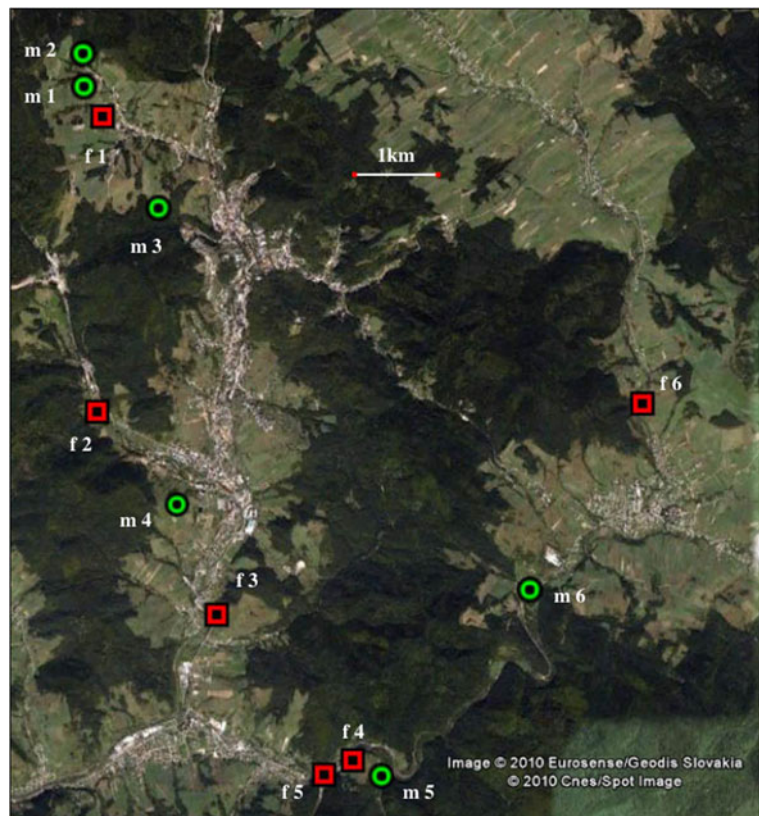 m 2
m 1
f 1
1km
m 3
f 6
f 2
m 4
f 3
m 6
f 4
Image © 2010 Eurosense/Geodis Slovakia
© 2010 Cnes/Spot Image
f 5
m 5